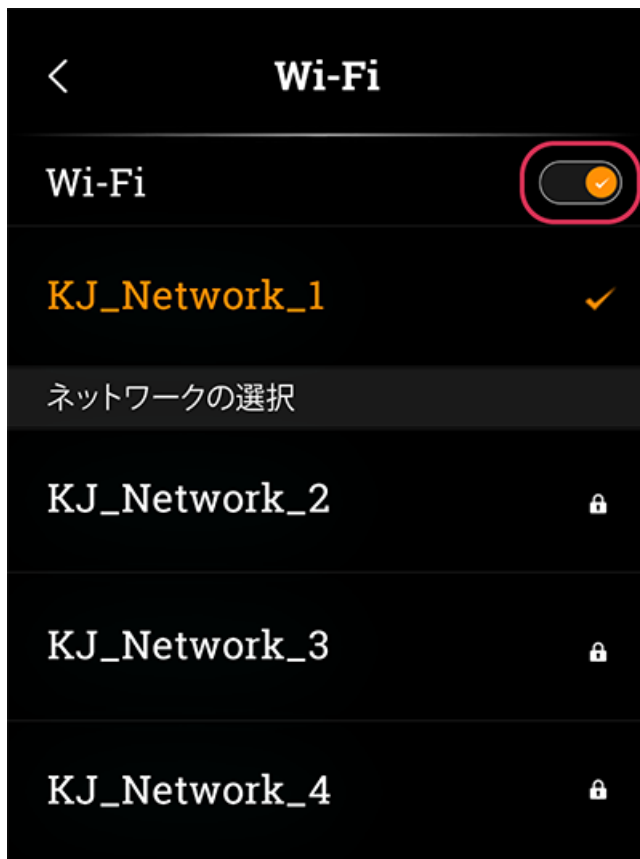 Wi-Fi
Wi-Fi
KJ_Network_1
ネットワークの選択
KJ_Network_2
KJ_Network_3
KJ_Network_4